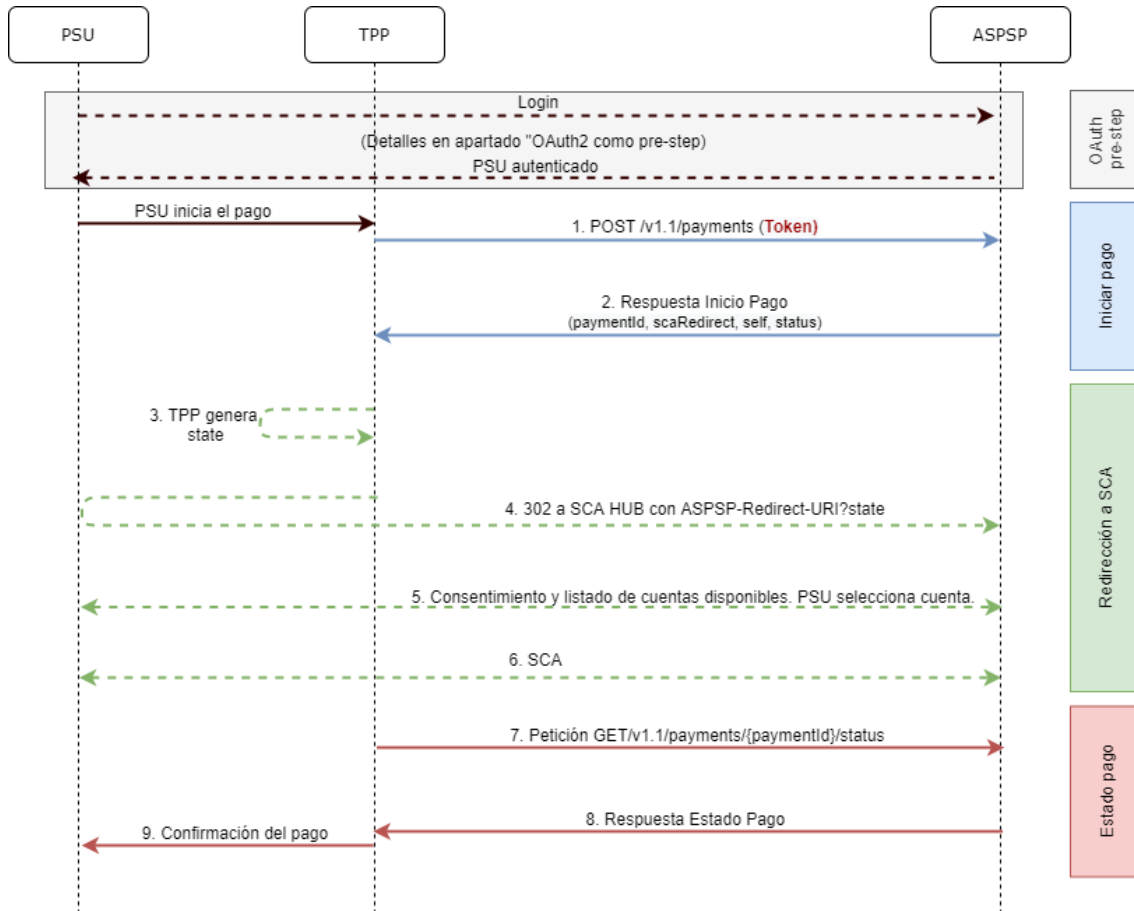 PSU
TPP
ASPSP
Login
(Detalles en apartado "OAuth2 como pre-step)
PSU autenticado
OAuth
pre-step
PSU inicia el pago
1. POST /v1.1/payments (Token)
2. Respuesta Inicio Pago
(paymentId, scaRedirect, self, status)
Iniciar pago
3. TPP genera
state
4. 302 a SCA HUB con ASPSP-Redirect-URI?state
5. Consentimiento y listado de cuentas disponibles. PSU selecciona cuenta.
6. SCA
Redirección a SCA
7. Petición GET/v1.1/payments/{paymentId}/status
8. Respuesta Estado Pago
9. Confirmación del pago
Estado pago